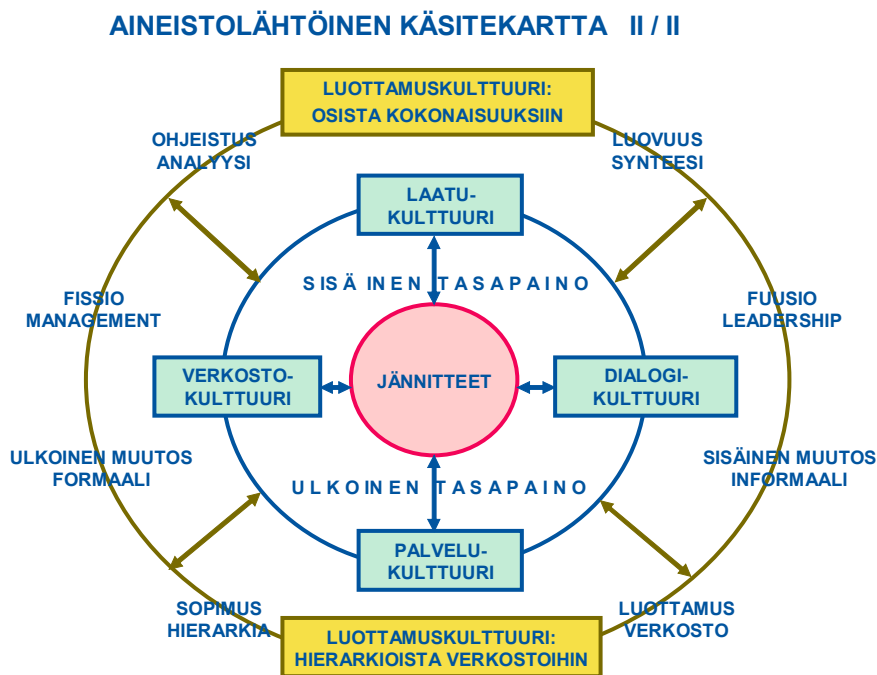 AINEISTOLÄHTÖINEN KÄSITEKARTTA II / II
LUOTTAMUSKULTTUURI:
OSISTA KOKONAISUUKSIIN
OHJEISTUS
ANALYYSI
LUOVUUS
SYNTEESI
LAATU-
KULTTUURI
SISÄINEN TASAPAINO
FISSIO
MANAGEMENT
FUUSIO
LEADERSHIP
VERKOSTO-
KULTTUURI
JÄNNITTEET
DIALOGI-
KULTTUURI
ULKOINEN MUUTOS
FORMAALI
SISÄINEN MUUTOS
INFORMAALI
ULKOINEN TASAPAINO
PALVELU-
KULTTUURI
SOPIMUS
HIERARKIA
LUOTTAMUS
VERKOSTO
LUOTTAMUSKULTTUURI:
HIERARKIOISTA VERKOSTOIHIN